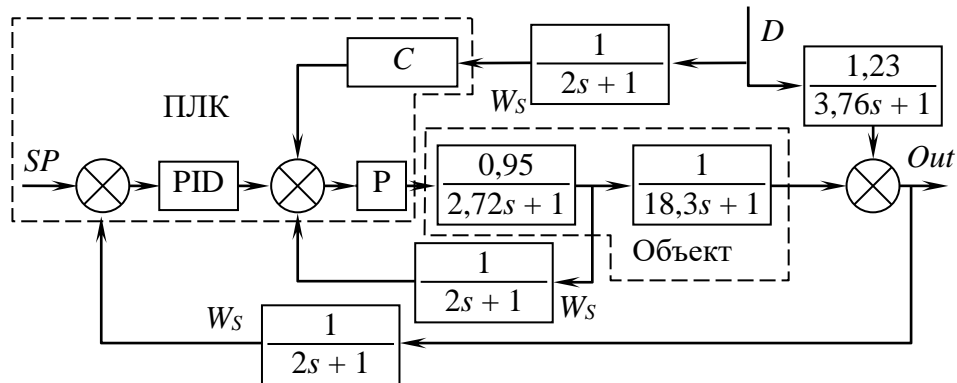 C
1
2s + 1
W_S
D
1,23
3,76s + 1
ПЛК
SP
PID
P
0,95
2,72s + 1
1
18,3s + 1
Out
Объект
1
2s + 1
W_S
W_S
1
2s + 1